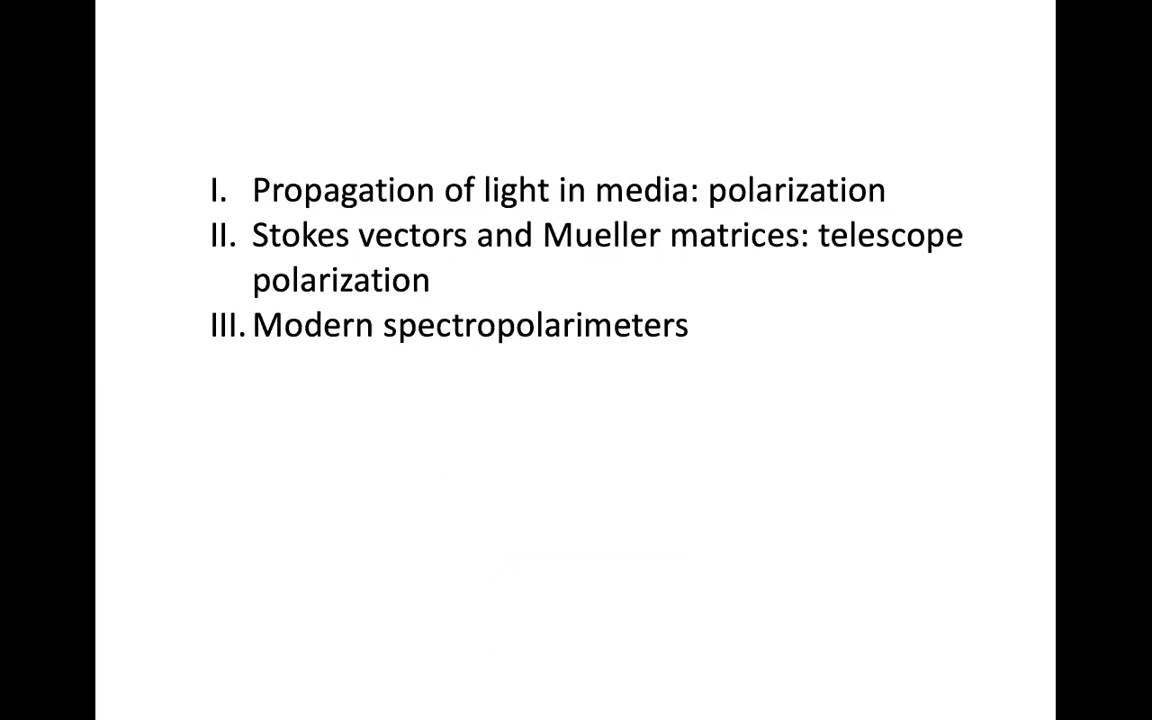 I. Propagation of light in media: polarization
II. Stokes vectors and Mueller matrices: telescope
polarization
III. Modern spectropolarimeters